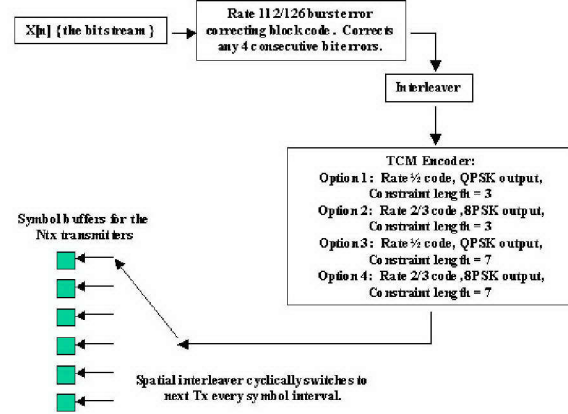 X[n] {the bit stream}
Rate 112/126 burst error
correcting block code. Corrects
any 4 consecutive bit errors.
Interleaver
TCM Encoder:
Option 1: Rate ½ code, QPSK output,
Constraint length = 3
Option 2: Rate 2/3 code ,8PSK output,
Constraint length = 3
Option 3: Rate ½ code, QPSK output,
Constraint length = 7
Option 4: Rate 2/3 code ,8PSK output,
Constraint length = 7
Symbol buffers for the
Ntx transmitters
Spatial interleaver cyclically switches to
next Tx every symbol interval.